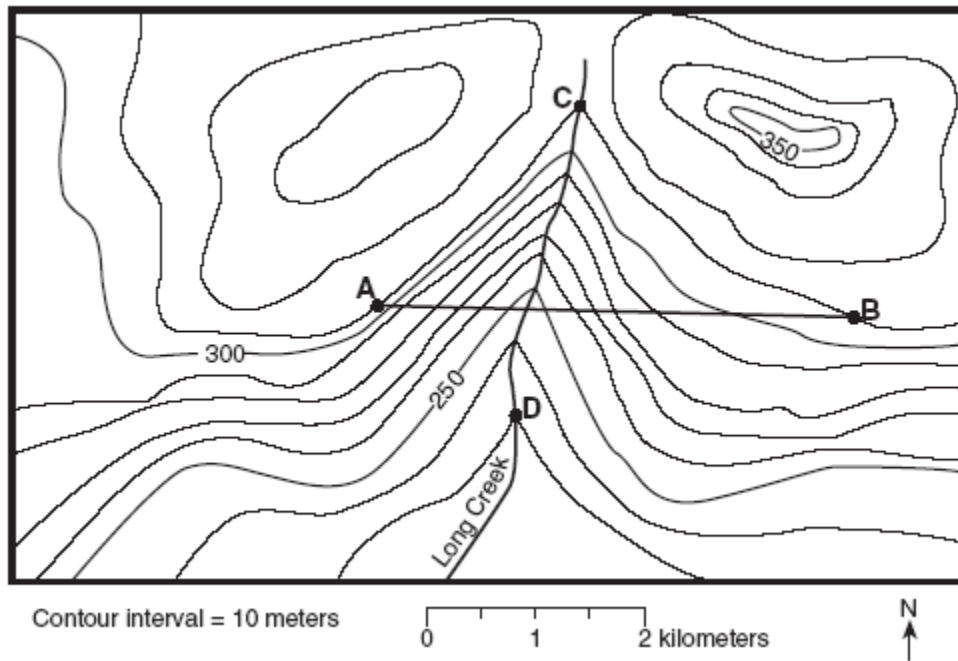 C
350
A
B
300
250
D
Long Creek
Contour interval = 10 meters
0
1
2 kilometers
N